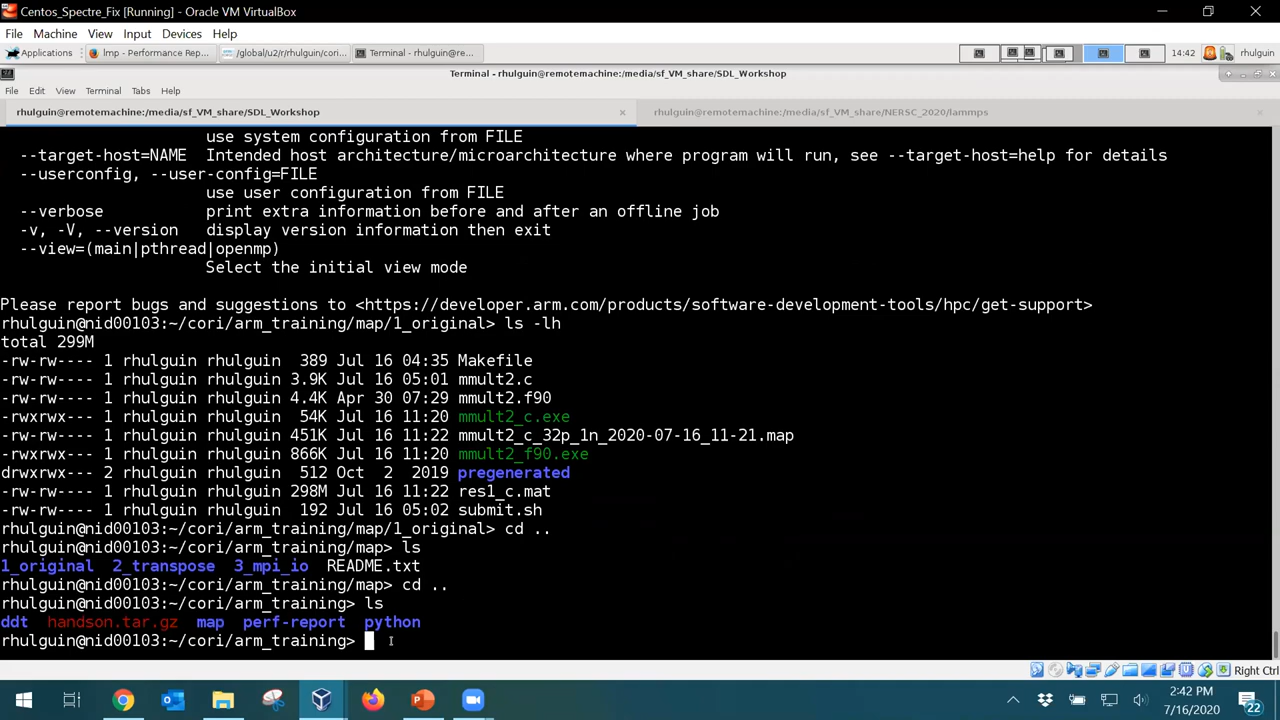 Centos_Spectre_Fix [Running] - Oracle VM VirtualBox
File Machine View Input Devices Help
Applications lmp - Performance Rep... /global/u2/r/rhulguin/cori... Terminal - rhulguin@re... 14:42 rhulguin
Terminal - rhulguin@remotemachine:/media/sf_VM_share/SDL_Workshop
File Edit View Terminal Tabs Help
rhulguin@remotemachine:/media/sf_VM_share/SDL_Workshop rhulguin@remotemachine:/media/sf_VM_share/NERSC_2020/lammps
use system configuration from FILE
--target-host=NAME Intended host architecture/microarchitecture where program will run, see --target-host=help for details
--userconfig, --user-config=FILE
use user configuration from FILE
--verbose print extra information before and after an offline job
-v, -V, --version display version information then exit
--view=(main|pthread|openmp)
Select the initial view mode
Please report bugs and suggestions to <https://developer.arm.com/products/software-development-tools/hpc/get-support>
rhulguin@nid00103:~/cori/arm_training/map/1_original> ls -lh
total 299M
-rw-rw---- 1 rhulguin rhulguin 389 Jul 16 04:35 Makefile
-rw-rw---- 1 rhulguin rhulguin 3.9K Jul 16 05:01 mmult2.c
-rw-rw---- 1 rhulguin rhulguin 4.4K Apr 30 07:29 mmult2.f90
-rwxrwx--- 1 rhulguin rhulguin 54K Jul 16 11:20 mmult2_c.exe
-rw-rw---- 1 rhulguin rhulguin 451K Jul 16 11:22 mmult2_c_32p_1n_2020-07-16_11-21.map
-rwxrwx--- 1 rhulguin rhulguin 866K Jul 16 11:20 mmult2_f90.exe
drwxrwx--- 2 rhulguin rhulguin 512 Oct 2 2019 pregenerated
-rw-rw---- 1 rhulguin rhulguin 298M Jul 16 11:22 res1_c.mat
-rw-rw---- 1 rhulguin rhulguin 192 Jul 16 05:02 submit.sh
rhulguin@nid00103:~/cori/arm_training/map/1_original> cd ..
rhulguin@nid00103:~/cori/arm_training/map> ls
1_original 2_transpose 3_mpi_io README.txt
rhulguin@nid00103:~/cori/arm_training/map> cd ..
rhulguin@nid00103:~/cori/arm_training> ls
ddt handson.tar.gz map perf-report python
rhulguin@nid00103:~/cori/arm_training>
Right Ctrl
2:42 PM
7/16/2020
22